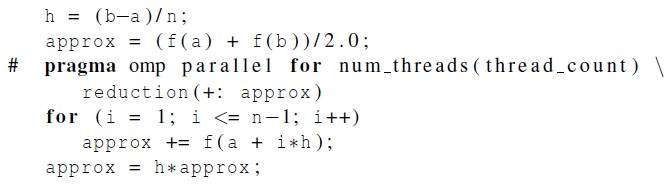 h = (b−a)/n;
approx = (f(a) + f(b))/2.0;
# pragma omp parallel for num_threads(thread_count) \
reduction(+: approx)
for (i = 1; i <= n−1; i++)
approx += f(a + i*h);
approx = h*approx;